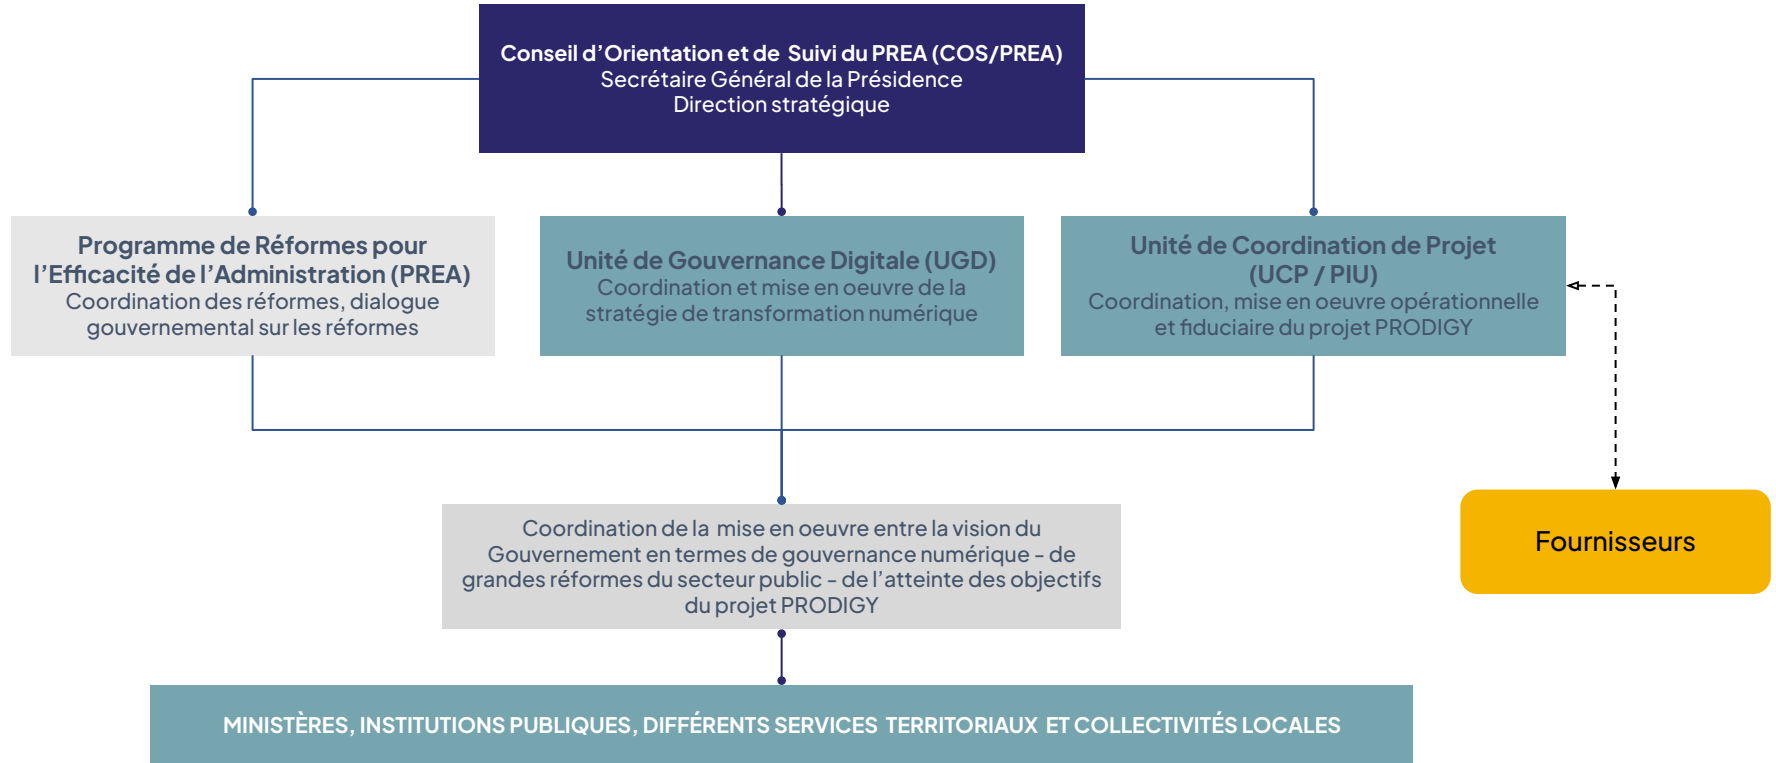 Conseil d’Orientation et de Suivi du PREA (COS/PREA)
Secrétaire Général de la Présidence
Direction stratégique
Programme de Réformes pour
l’Efficacité de l’Administration (PREA)
Coordination des réformes, dialogue
gouvernemental sur les réformes
Unité de Gouvernance Digitale (UGD)
Coordination et mise en oeuvre de la
stratégie de transformation numérique
Unité de Coordination de Projet
(UCP / PIU)
Coordination, mise en oeuvre opérationnelle
et fiduciaire du projet PRODIGY
Fournisseurs
Coordination de la mise en oeuvre entre la vision du
Gouvernement en termes de gouvernance numérique - de
grandes réformes du secteur public - de l’atteinte des objectifs
du projet PRODIGY
MINISTÈRES, INSTITUTIONS PUBLIQUES, DIFFÉRENTS SERVICES TERRITORIAUX ET COLLECTIVITÉS LOCALES